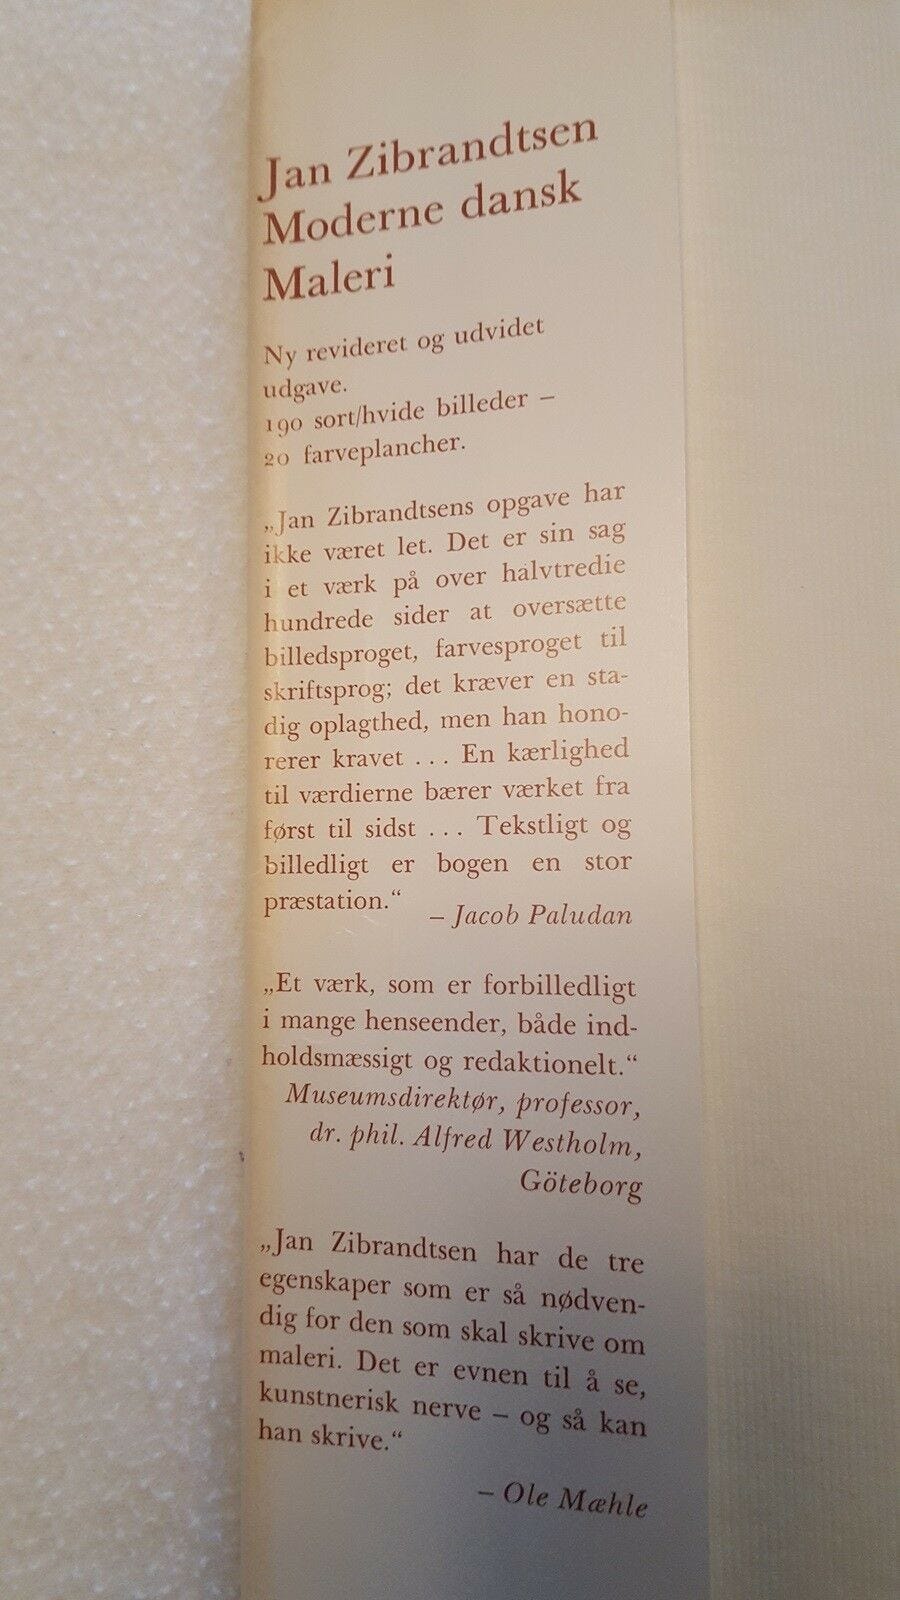 Jan Zibrandtsen
Moderne dansk
Maleri
Ny revideret og udvidet
udgave.
190 sort/hvide billeder –
20 farveplancher.
„Jan Zibrandtsens opgave har
ikke været let. Det er sin sag
i et værk på over halvtredie
hundrede sider at oversætte
billedsproget, farvesproget til
skriftsprog; det kræver en sta-
dig oplagthed, men han hono-
rerer kravet ... En kærlighed
til værdierne bærer værket fra
først til sidst ... Tekstligt og
billedligt er bogen en stor
præstation.“
– Jacob Paludan
„Et værk, som er forbilledligt
i mange henseender, både ind-
holdsmæssigt og redaktionelt.“
Museumsdirektør, professor,
dr. phil. Alfred Westholm,
Göteborg
„Jan Zibrandtsen har de tre
egenskaper som er så nødven-
dig for den som skal skrive om
maleri. Det er evnen til å se,
kunstnerisk nerve – og så kan
han skrive.“
– Ole Mæhle